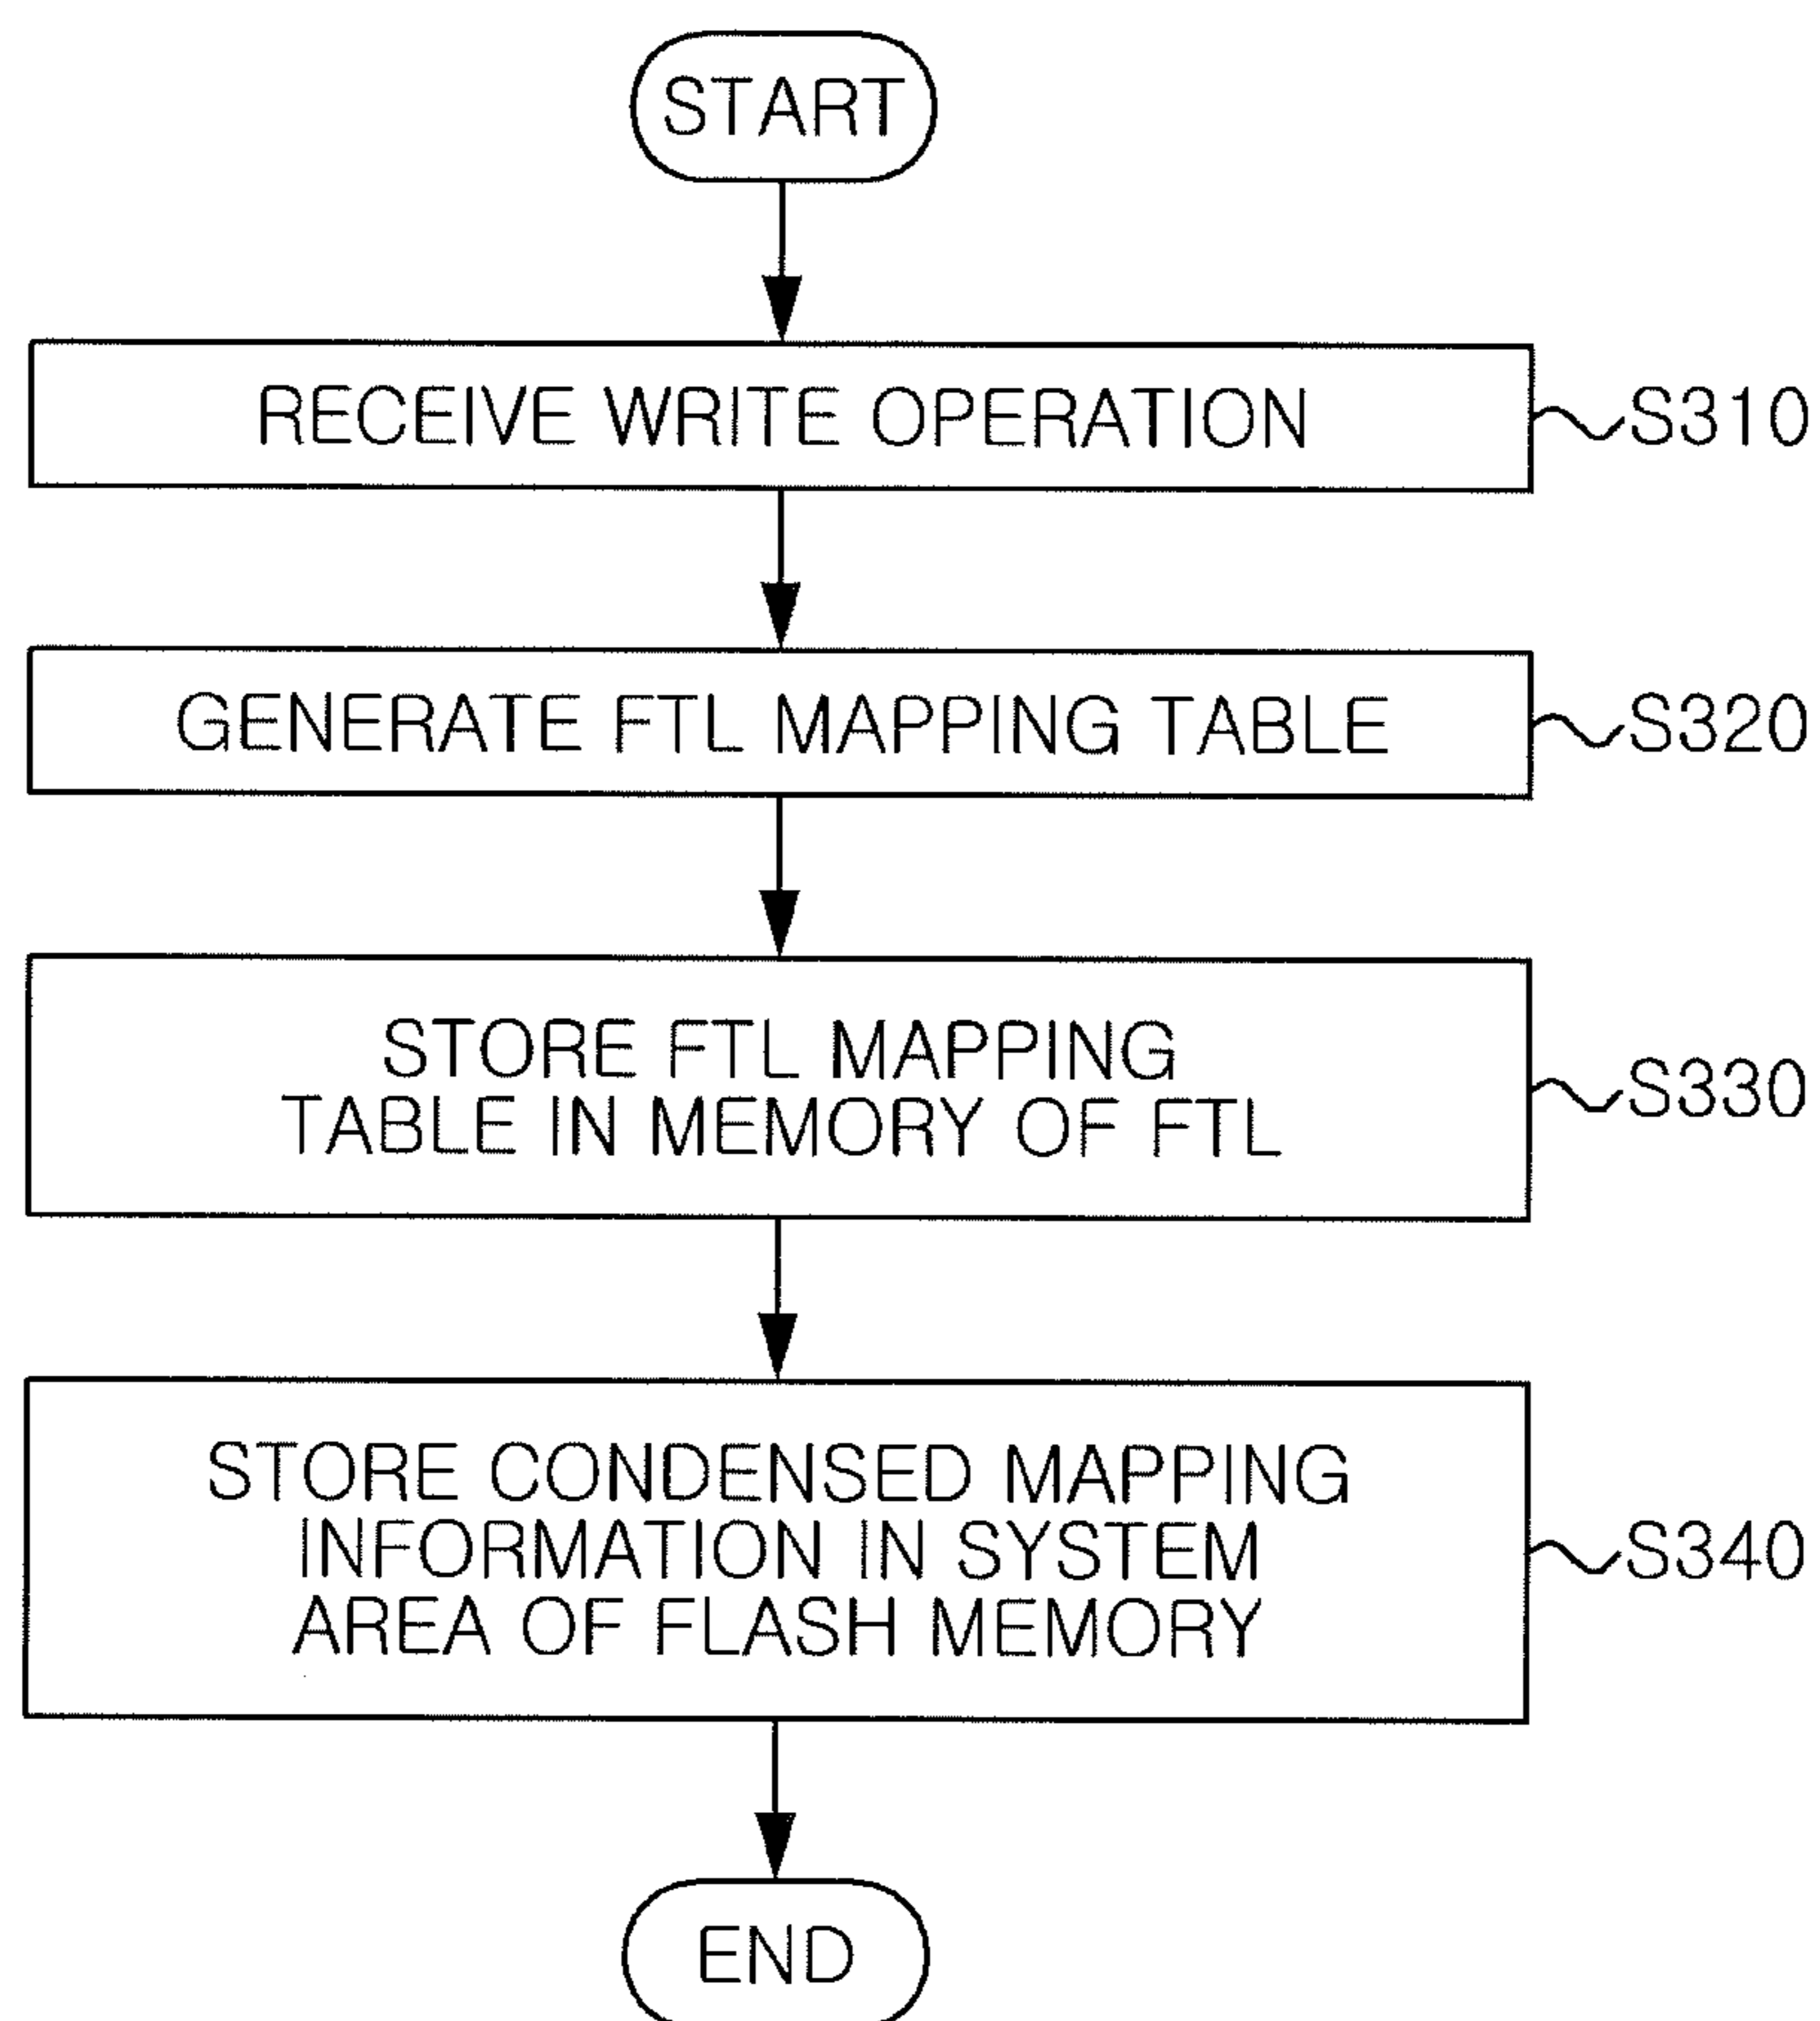 START
RECEIVE WRITE OPERATION
S310
GENERATE FTL MAPPING TABLE
S320
STORE FTL MAPPING
TABLE IN MEMORY OF FTL
S330
STORE CONDENSED MAPPING
INFORMATION IN SYSTEM
AREA OF FLASH MEMORY
S340
END